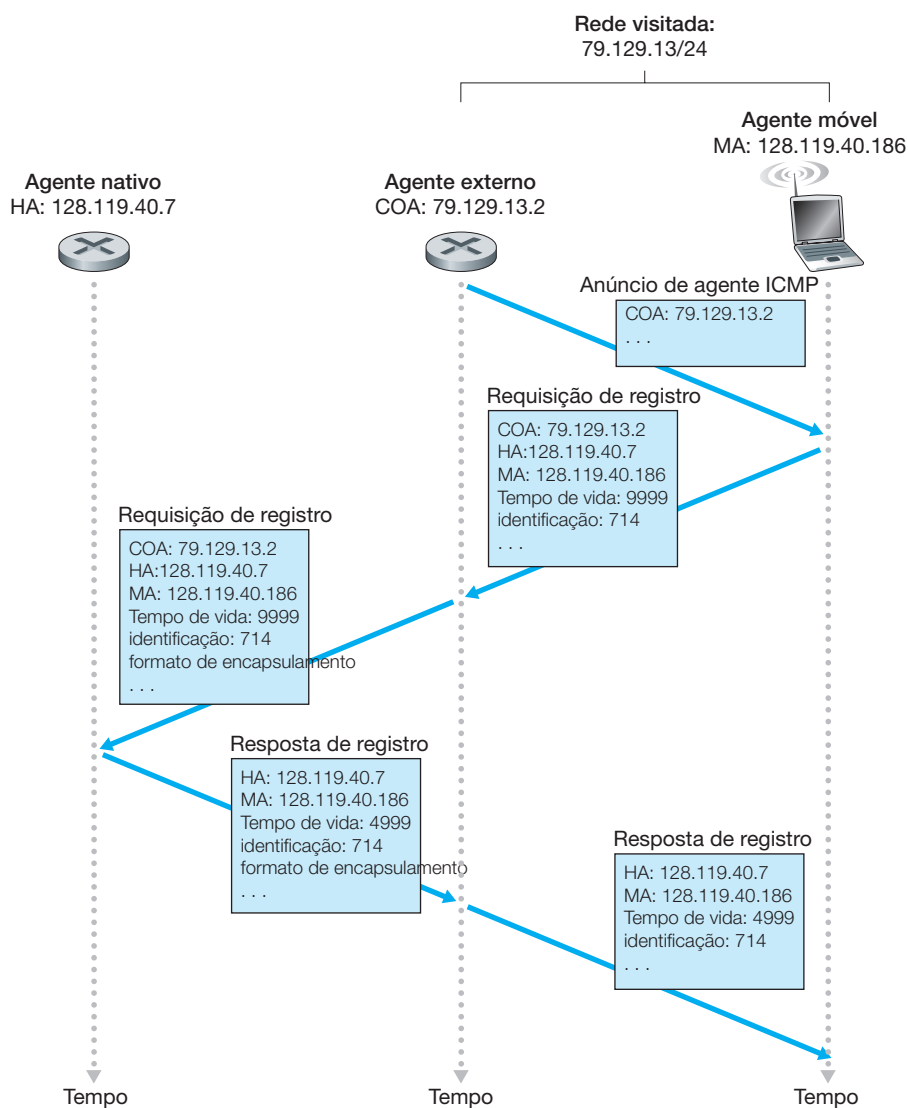 Rede visitada:
79.129.13/24
Agente móvel
MA: 128.119.40.186
Agente nativo
HA: 128.119.40.7
Agente externo
COA: 79.129.13.2
Anúncio de agente ICMP
COA: 79.129.13.2
. . .
Requisição de registro
COA: 79.129.13.2
HA:128.119.40.7
MA: 128.119.40.186
Tempo de vida: 9999
identificação: 714
. . .
Requisição de registro
COA: 79.129.13.2
HA:128.119.40.7
MA: 128.119.40.186
Tempo de vida: 9999
identificação: 714
formato de encapsulamento
. . .
Resposta de registro
HA: 128.119.40.7
MA: 128.119.40.186
Tempo de vida: 4999
identificação: 714
formato de encapsulamento
. . .
Resposta de registro
HA: 128.119.40.7
MA: 128.119.40.186
Tempo de vida: 4999
identificação: 714
. . .
Tempo
Tempo
Tempo